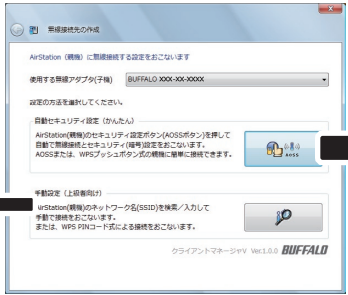 無線接続先の作成
AirStation（親機）に無線接続する設定をおこないます
使用する無線アダプタ(子機)
BUFFALO XXX-XX-XXXX
設定の方法を選択してください。
自動セキュリティ設定（かんたん）
AirStation(親機)のセキュリティ設定ボタン(AOSSボタン)を押して
自動で無線接続とセキュリティ(暗号)設定をおこないます。
AOSSまたは、WPSプッシュボタン式の親機に簡単に接続できます。
AOSS
手動設定（上級者向け）
AirStation(親機)のネットワーク名(SSID)を検索／入力して
手動で接続をおこないます。
または、WPS PINコード式による接続をおこないます。
クライアントマネージャV Ver.1.0.0 BUFFALO